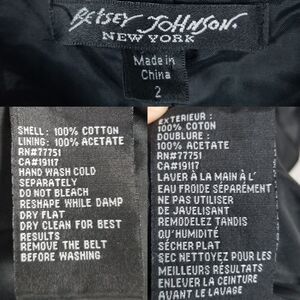 BETSEY JOHNSON.
NEW YORK
Made in
China
2
SHELL: 100% COTTON
LINING: 100% ACETATE
RN#77751
CA#19117
HAND WASH COLD
SEPARATELY
DO NOT BLEACH
RESHAPE WHILE DAMP
DRY FLAT
DRY CLEAN FOR BEST
RESULTS
REMOVE THE BELT
BEFORE WASHING
EXTERIEUR :
100% COTON
DOUBLURE :
100% ACETATE
RN#77751
CA#19117
LAVER À LA MAIN À L'
EAU FROIDE SÉPARÉMENT
NE PAS UTILISER
DE JAVELISANT
REMODELEZ TANDIS
QU'HUMIDITÉ
SÉCHER PLAT
SEC NETTOYEZ POUR LES
MEILLEURS RÉSULTATS
ENLEVER LA CEINTURE
AVANT LE LAVAGE